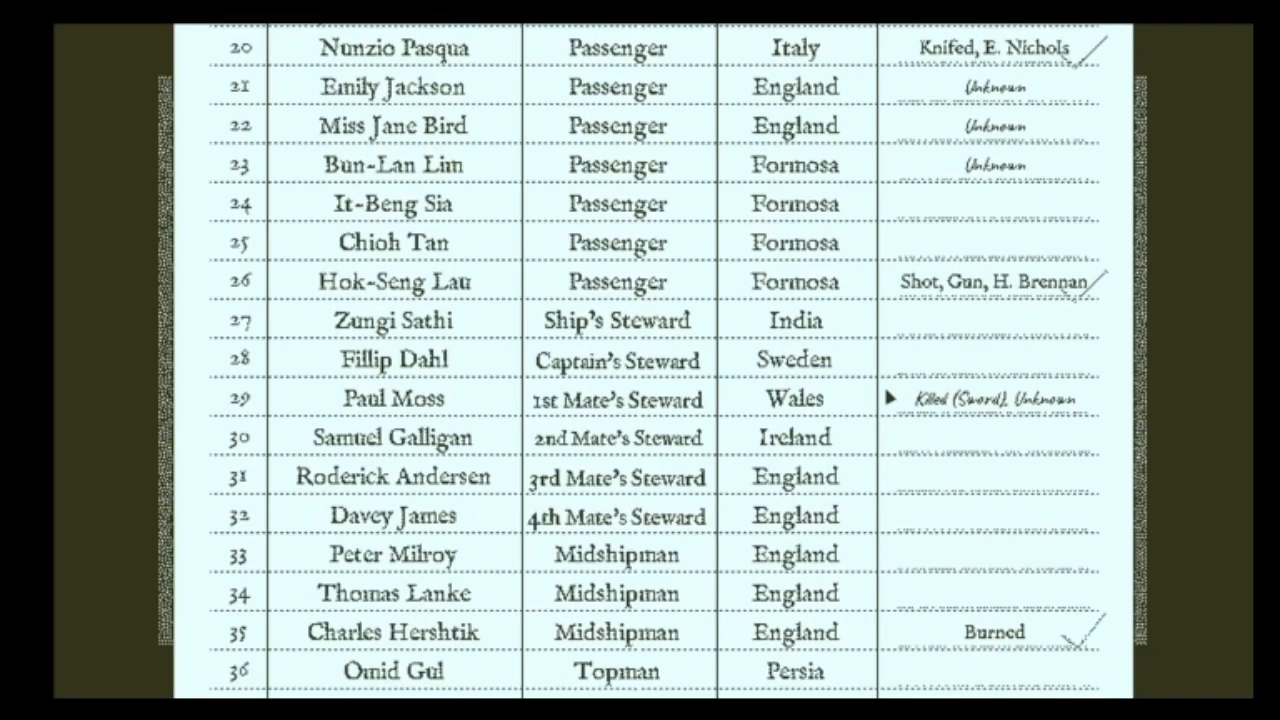 20 Nunzio Pasqua Passenger Italy Knifed, E. Nichols
21 Emily Jackson Passenger England Unknown
22 Miss Jane Bird Passenger England Unknown
23 Bun-Lan Lim Passenger Formosa Unknown
24 It-Beng Sia Passenger Formosa
25 Chioh Tan Passenger Formosa
26 Hok-Seng Lau Passenger Formosa Shot, Gun, H. Brennan
27 Zungi Sathi Ship's Steward India
28 Fillip Dahl Captain's Steward Sweden
29 Paul Moss 1st Mate's Steward Wales Killed (Sword), Unknown
30 Samuel Galligan 2nd Mate's Steward Ireland
31 Roderick Andersen 3rd Mate's Steward England
32 Davey James 4th Mate's Steward England
33 Peter Milroy Midshipman England
34 Thomas Lanke Midshipman England
35 Charles Hershtik Midshipman England Burned
36 Omid Gul Topman Persia